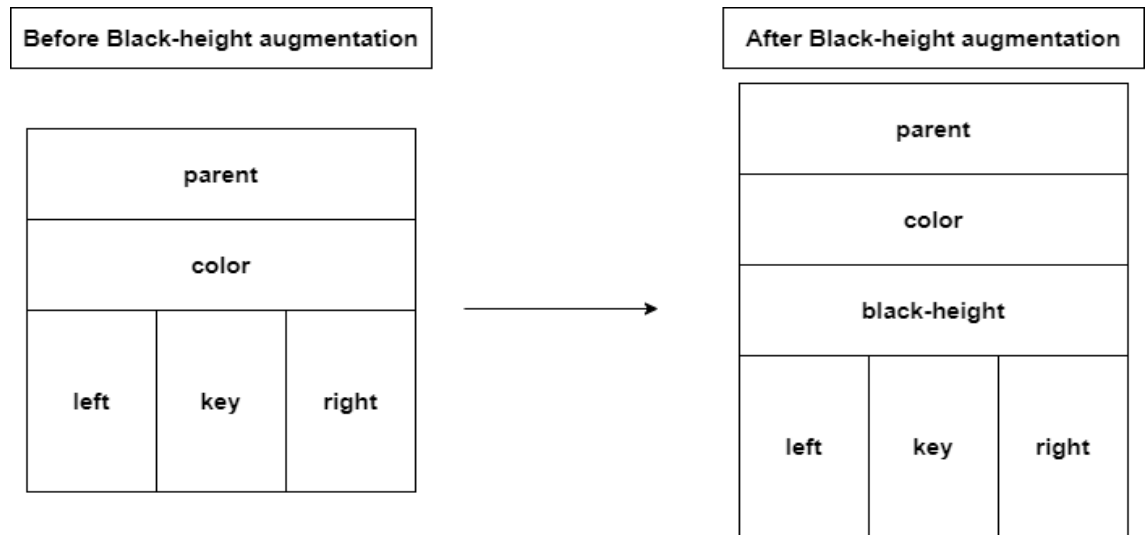 Before Black-height augmentation
After Black-height augmentation
parent
color
left
key
right
parent
color
black-height
left
key
right